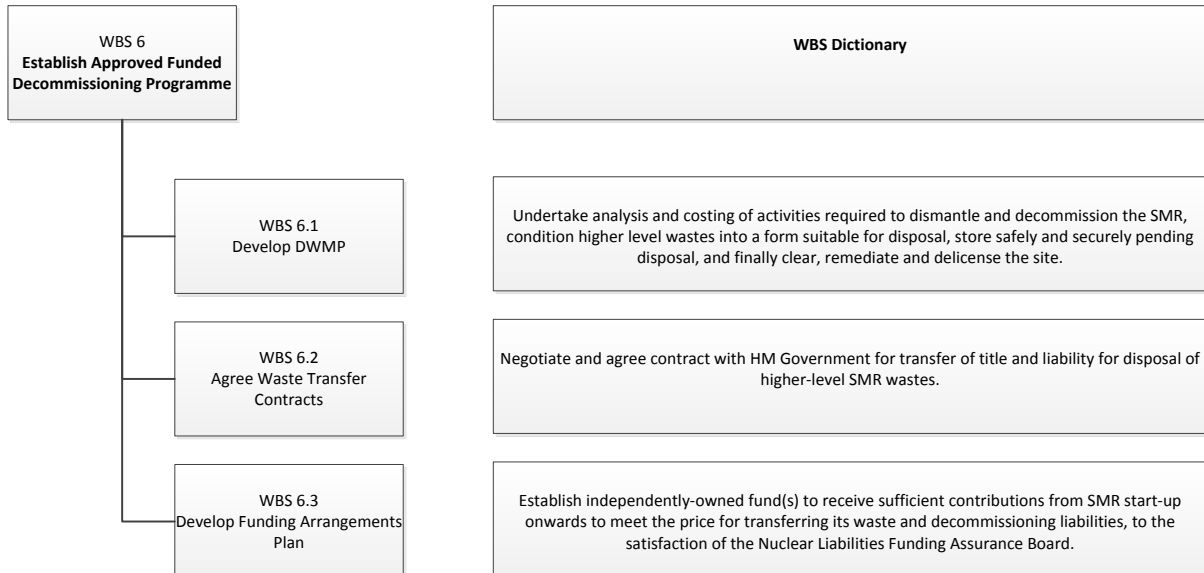 WBS 6
Establish Approved Funded
Decommissioning Programme
WBS Dictionary
WBS 6.1
Develop DWMP
Undertake analysis and costing of activities required to dismantle and decommission the SMR,
condition higher level wastes into a form suitable for disposal, store safely and securely pending
disposal, and finally clear, remediate and delicense the site.
WBS 6.2
Agree Waste Transfer
Contracts
Negotiate and agree contract with HM Government for transfer of title and liability for disposal of
higher-level SMR wastes.
WBS 6.3
Develop Funding Arrangements
Plan
Establish independently-owned fund(s) to receive sufficient contributions from SMR start-up
onwards to meet the price for transferring its waste and decommissioning liabilities, to the
satisfaction of the Nuclear Liabilities Funding Assurance Board.